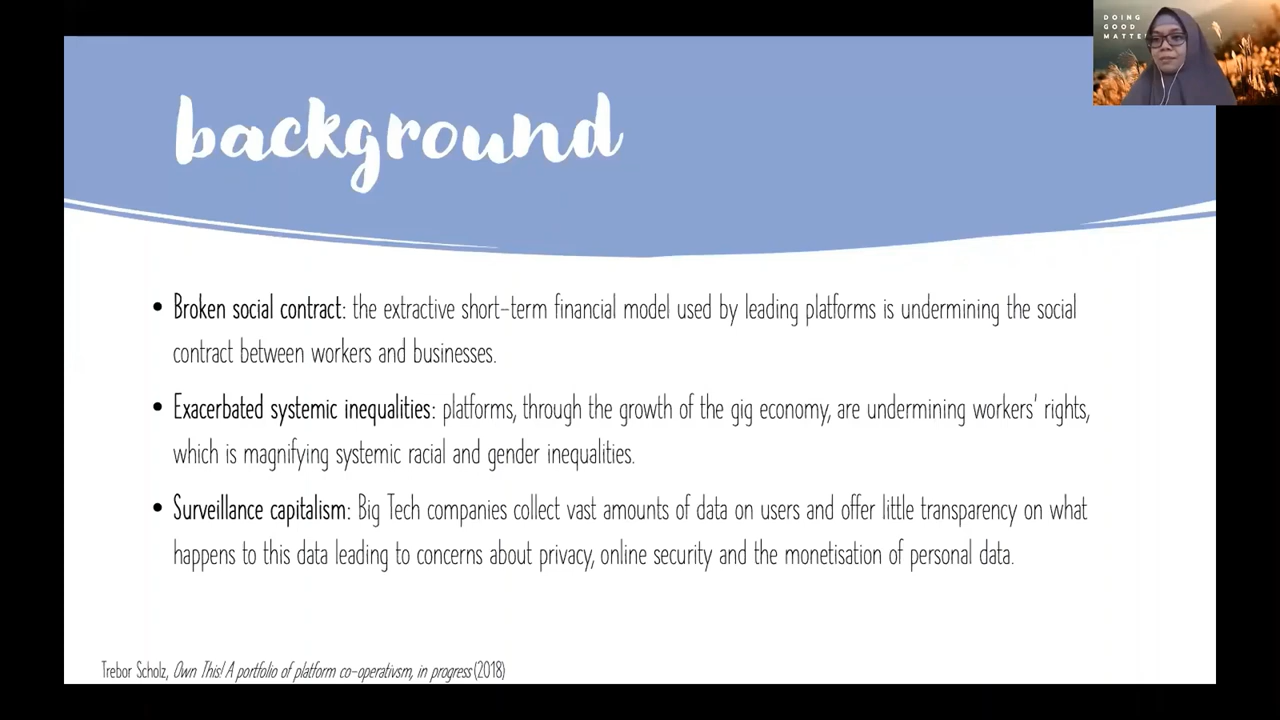 DOING
GOOD
MATTE
background
• Broken social contract: the extractive short-term financial model used by leading platforms is undermining the social
contract between workers and businesses.
• Exacerbated systemic inequalities: platforms, through the growth of the gig economy, are undermining workers' rights,
which is magnifying systemic racial and gender inequalities.
• Surveillance capitalism: Big Tech companies collect vast amounts of data on users and offer little transparency on what
happens to this data leading to concerns about privacy, online security and the monetisation of personal data.
Trebor Scholz, Own This! A portfolio of platform co-operativsm, in progress (2018)